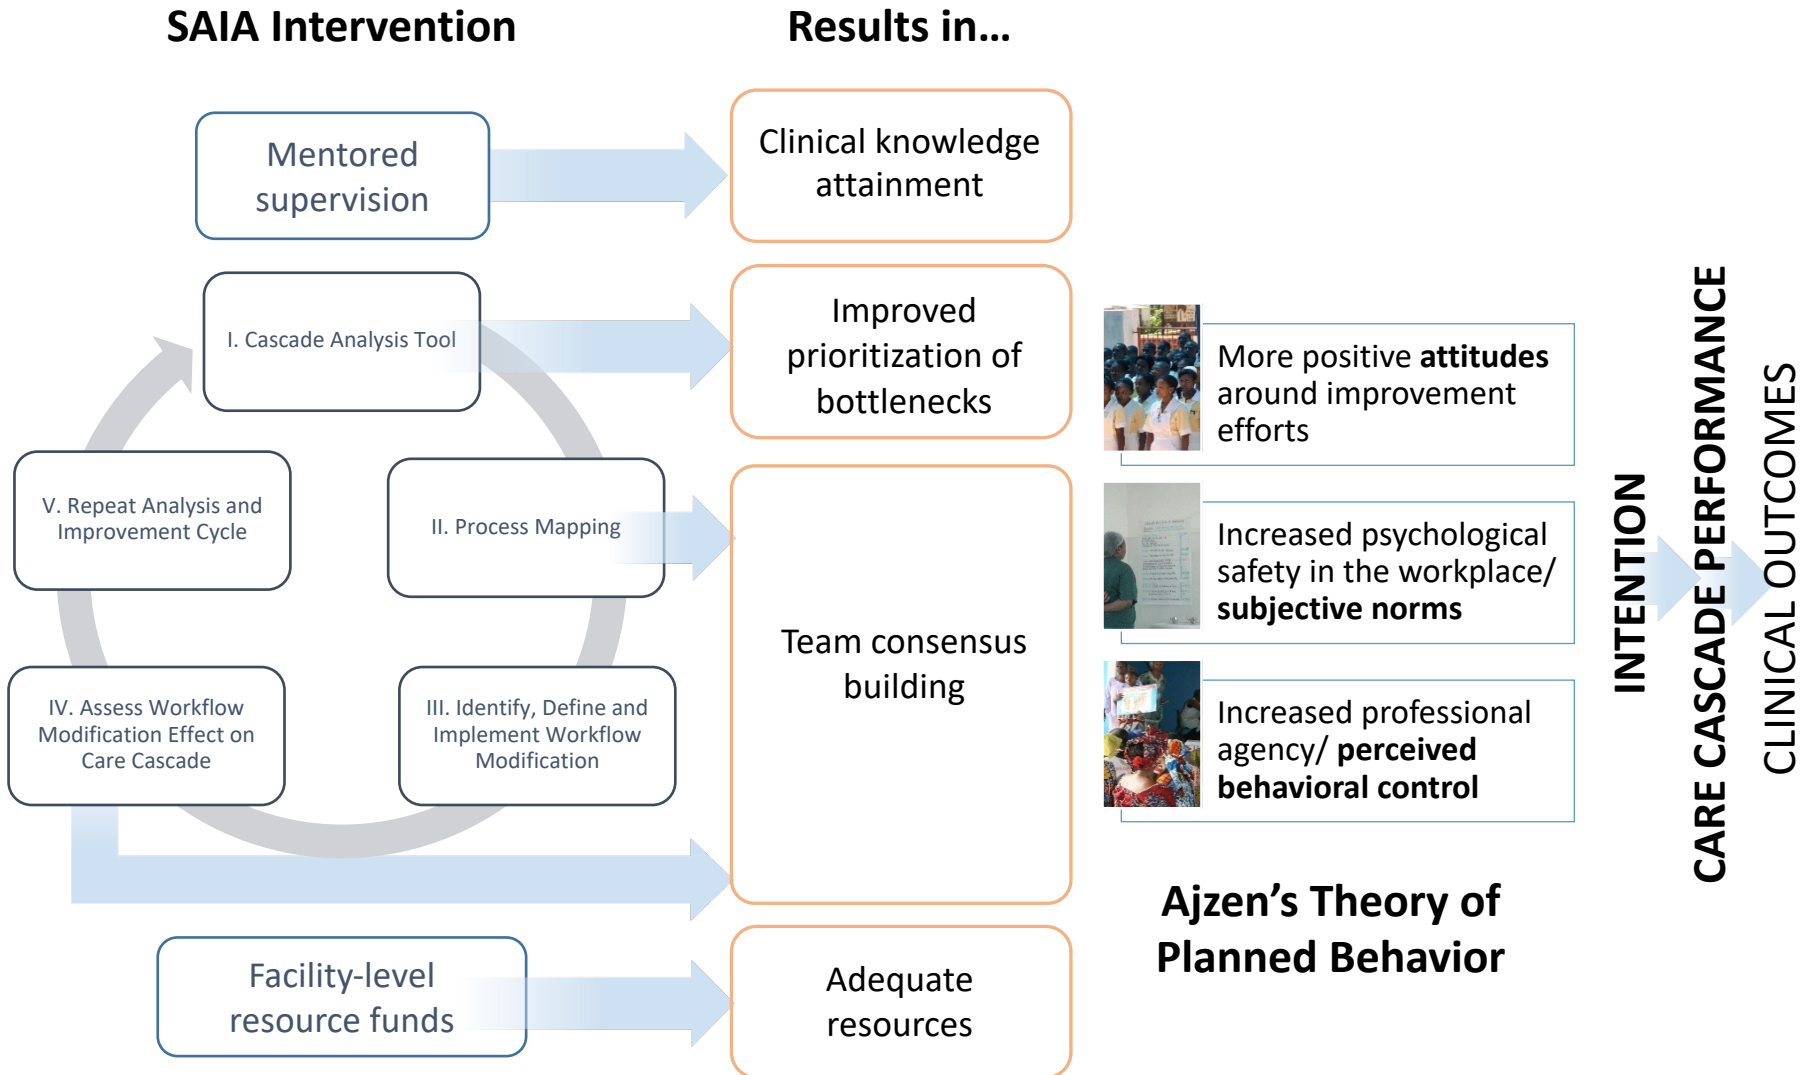 SAIA Intervention
Results in...
Mentored
supervision
Clinical knowledge
attainment
I. Cascade Analysis Tool
Improved
prioritization of
bottlenecks
V. Repeat Analysis and
Improvement Cycle
II. Process Mapping
IV. Assess Workflow
Modification Effect on
Care Cascade
III. Identify, Define and
Implement Workflow
Modification
Team consensus
building
Facility-level
resource funds
Adequate
resources
More positive attitudes
around improvement
efforts
Increased psychological
safety in the workplace/
subjective norms
Increased professional
agency/ perceived
behavioral control
Ajzen’s Theory of
Planned Behavior
INTENTION
CARE CASCADE PERFORMANCE
CLINICAL OUTCOMES